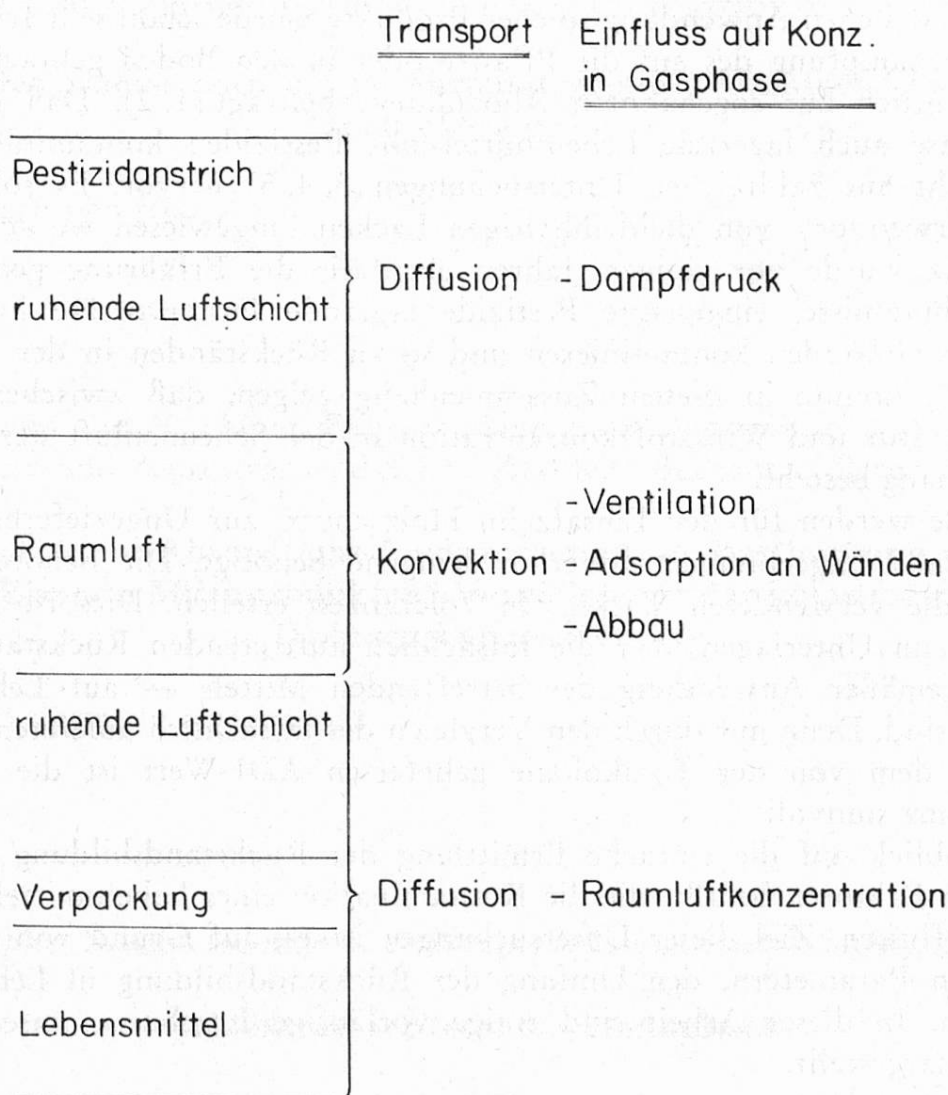 Transport Einfluss auf Konz.
in Gasphase
Pestizidanstrich
ruhende Luftschicht Diffusion - Dampfdruck
- Ventilation
Raumluft Konvektion - Adsorption an Wänden
- Abbau
ruhende Luftschicht
Verpackung Diffusion - Raumluftkonzentration
Lebensmittel